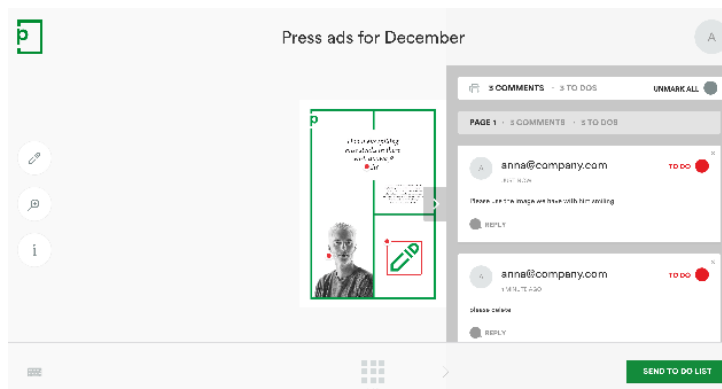 p
Press ads for December
A
3 COMMENTS · 3 TO DOS
UNMARK ALL
PAGE 1 · 3 COMMENTS · 3 TO DOS
p
A
anna@company.com
TO DO
JUST NOW
Please use the image we have with him smiling
REPLY
A
anna@company.com
TO DO
1 MINUTE AGO
please delete
REPLY
i
SEND TO DO LIST